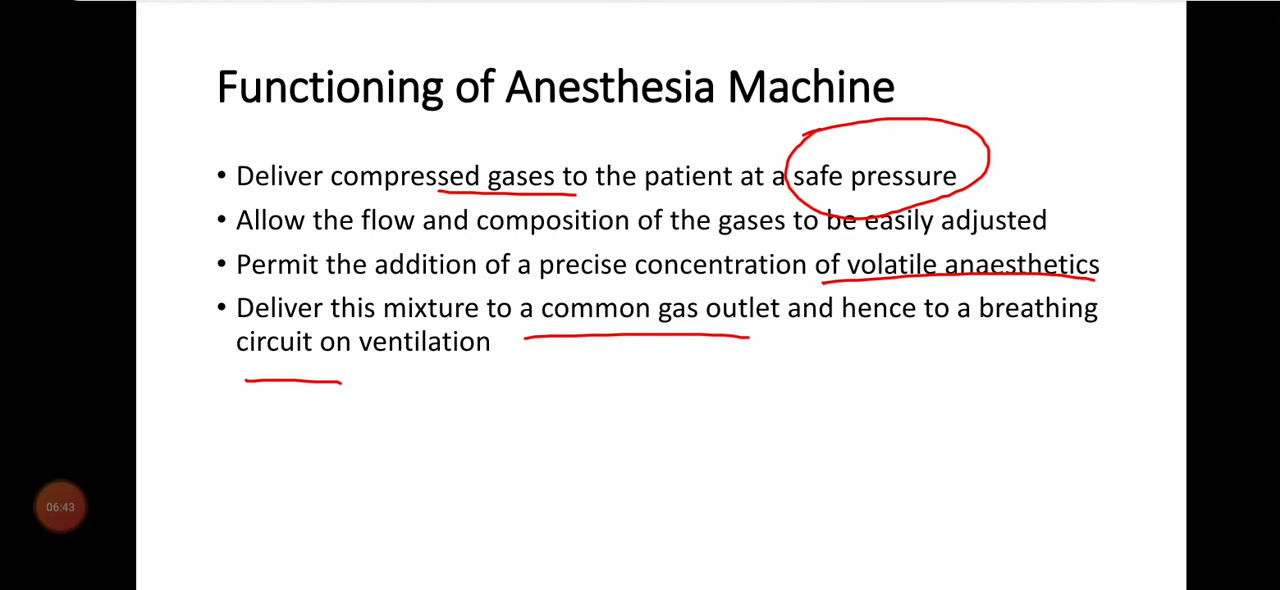 Functioning of Anesthesia Machine
• Deliver compressed gases to the patient at a safe pressure
• Allow the flow and composition of the gases to be easily adjusted
• Permit the addition of a precise concentration of volatile anaesthetics
• Deliver this mixture to a common gas outlet and hence to a breathing
circuit on ventilation
06:43